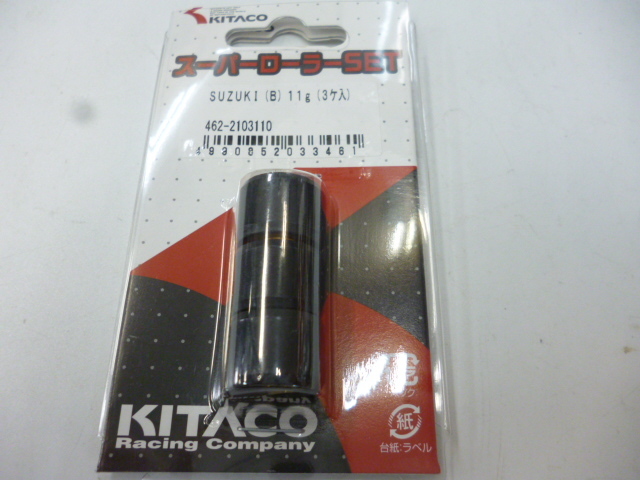 KITACO
スーパーローラーSET
SUZUKI (B) 11g (3ケ入)
462-2103110
4930852033461
KITACO
Racing Company
紙
台紙:ラベル